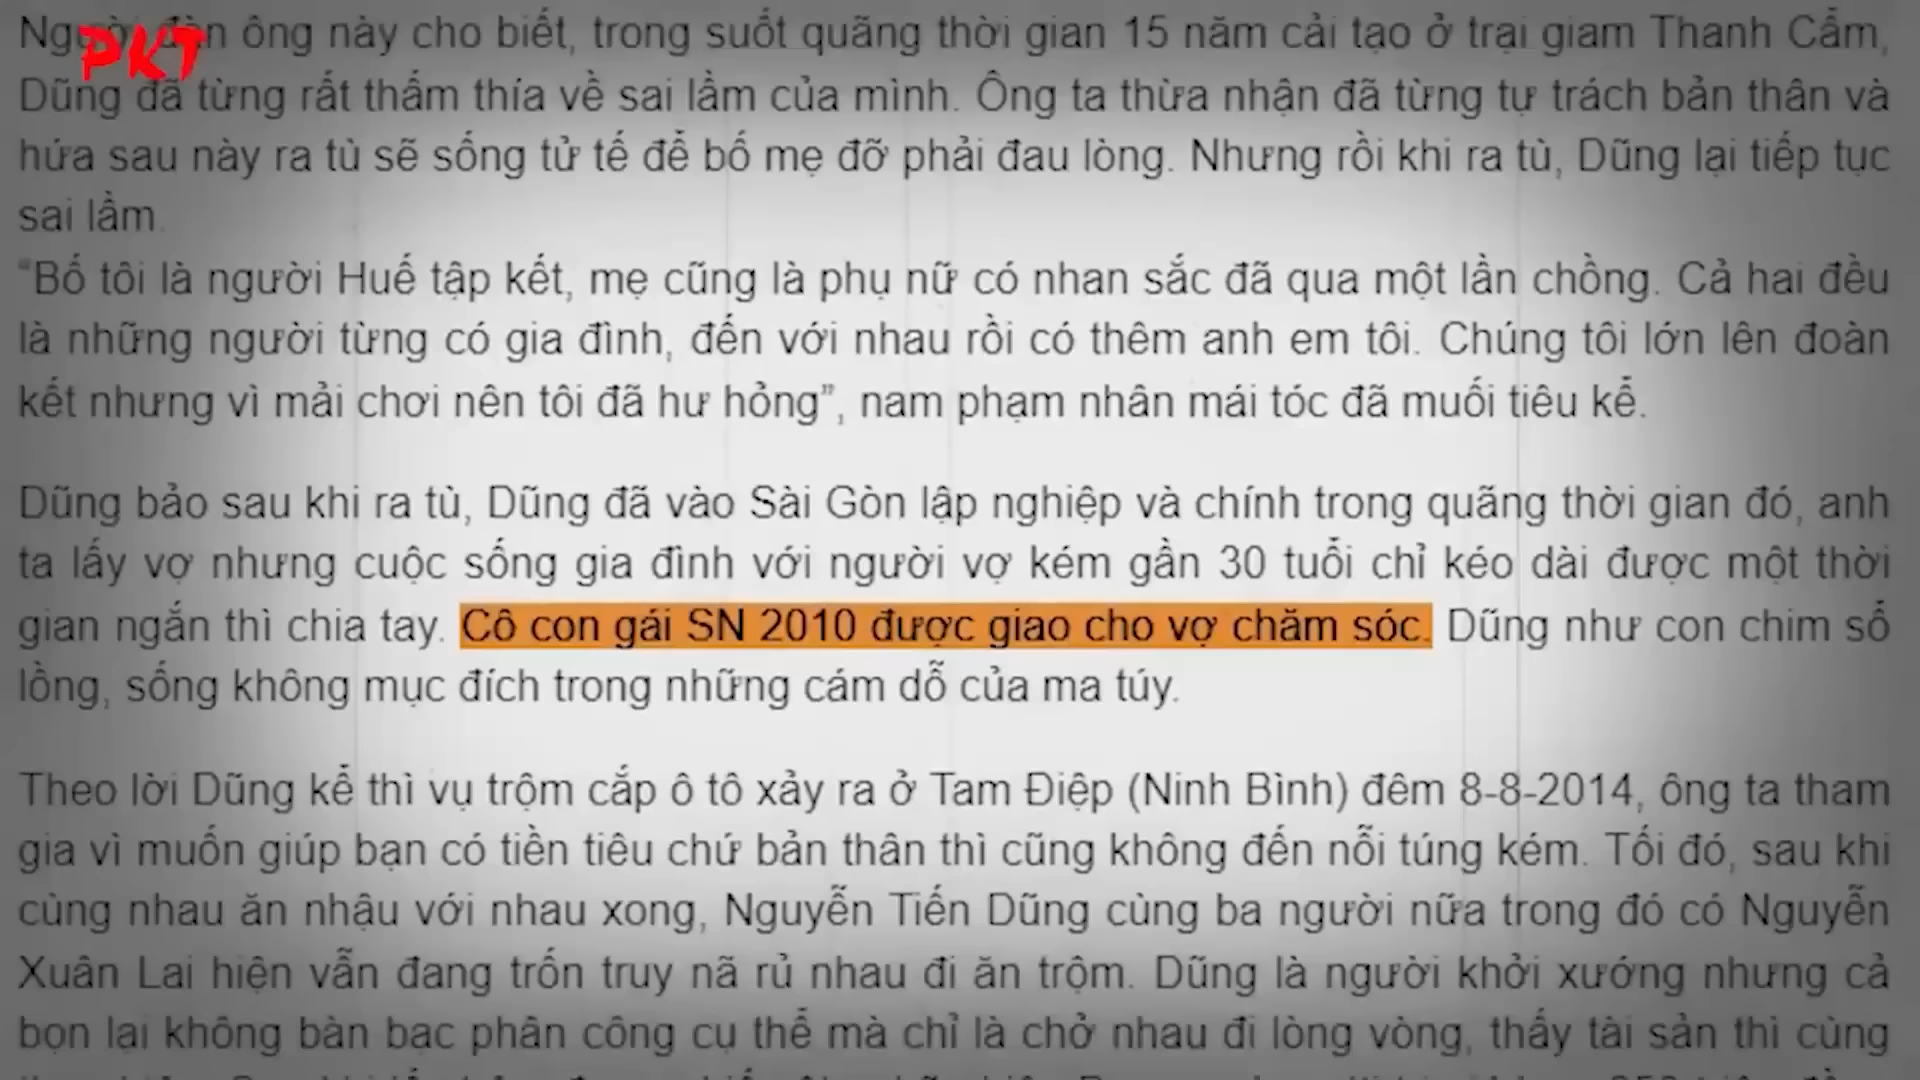 PKT
Người đàn ông này cho biết, trong suốt quãng thời gian 15 năm cải tạo ở trại giam Thanh Cẩm,
Dũng đã từng rất thấm thía về sai lầm của mình. Ông ta thừa nhận đã từng tự trách bản thân và
hứa sau này ra tù sẽ sống tử tế để bố mẹ đỡ phải đau lòng. Nhưng rồi khi ra tù, Dũng lại tiếp tục
sai lầm.
“Bố tôi là người Huế tập kết, mẹ cũng là phụ nữ có nhan sắc đã qua một lần chồng. Cả hai đều
là những người từng có gia đình, đến với nhau rồi có thêm anh em tôi. Chúng tôi lớn lên đoàn
kết nhưng vì mải chơi nên tôi đã hư hỏng”, nam phạm nhân mái tóc đã muối tiêu kể.
Dũng bảo sau khi ra tù, Dũng đã vào Sài Gòn lập nghiệp và chính trong quãng thời gian đó, anh
ta lấy vợ nhưng cuộc sống gia đình với người vợ kém gần 30 tuổi chỉ kéo dài được một thời
gian ngắn thì chia tay. Cô con gái SN 2010 được giao cho vợ chăm sóc. Dũng như con chim sổ
lồng, sống không mục đích trong những cám dỗ của ma túy.
Theo lời Dũng kể thì vụ trộm cắp ô tô xảy ra ở Tam Điệp (Ninh Bình) đêm 8-8-2014, ông ta tham
gia vì muốn giúp bạn có tiền tiêu chứ bản thân thì cũng không đến nỗi túng kém. Tối đó, sau khi
cùng nhau ăn nhậu với nhau xong, Nguyễn Tiến Dũng cùng ba người nữa trong đó có Nguyễn
Xuân Lai hiện vẫn đang trốn truy nã rủ nhau đi ăn trộm. Dũng là người khởi xướng nhưng cả
bọn lại không bàn bạc phân công cụ thể mà chỉ là chở nhau đi lòng vòng, thấy tài sản thì cùng